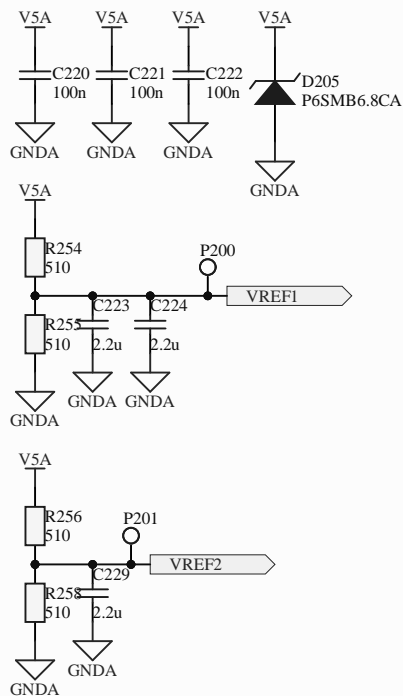 V5A V5A V5A V5A
C220 C221 C222 D205
100n 100n 100n P6SMB6.8CA
GNDA GNDA GNDA GNDA
V5A
R254 P200
510
VREF1
R255 C223 C224
510 2.2u 2.2u
GNDA GNDA GNDA
V5A
R256 P201
510
VREF2
R258 C229
510 2.2u
GNDA GNDA